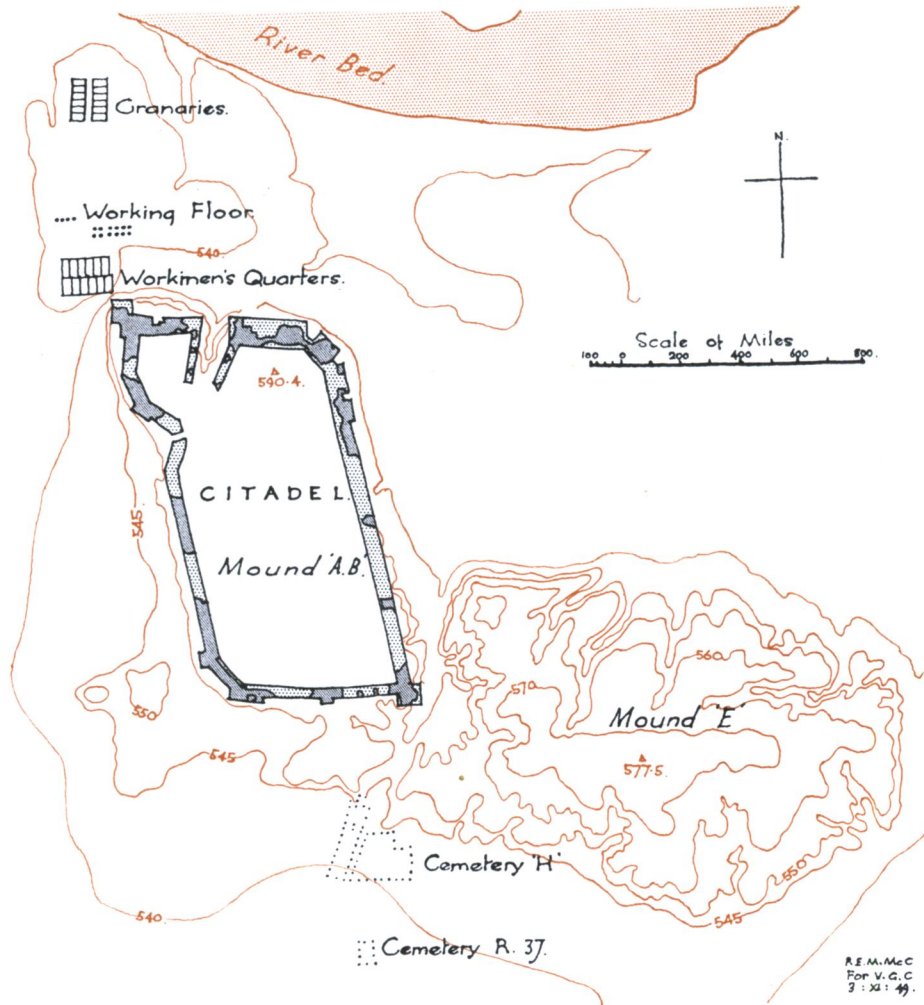 River Bed.
Granaries.
N.
Working Floor.
540.
Workmen's Quarters.
Scale of Miles
100 0 200 400 600 800.
590·4.
CITADEL.
545
Mound 'A.B.'
560
570
550
Mound 'E'
545
577·5.
Cemetery 'H'
550
540
545
Cemetery R. 37.
R.E.M.McC
For V.G.C
3 : XI : 49.